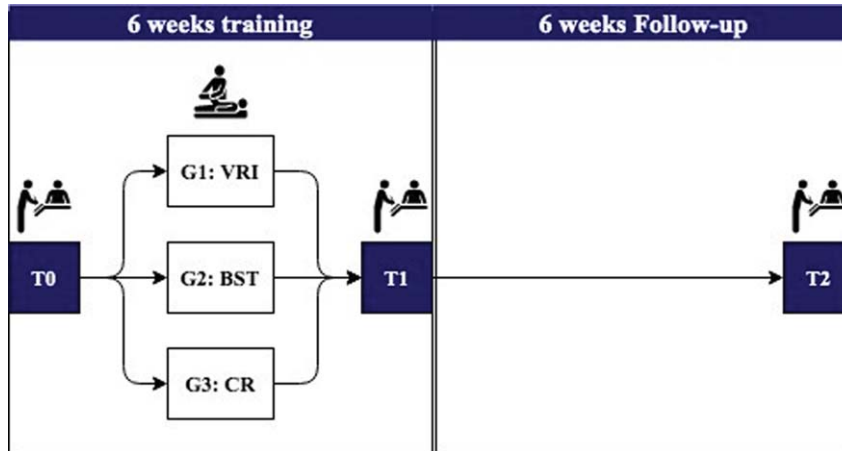 6 weeks training
6 weeks Follow-up
G1: VRI
T0
G2: BST
T1
T2
G3: CR